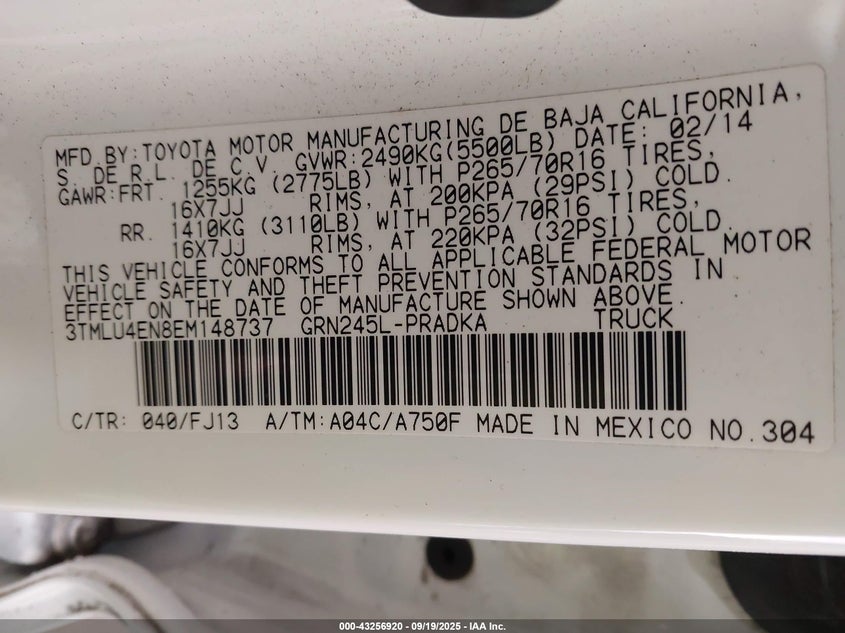 MFD.BY:TOYOTA MOTOR MANUFACTURING DE BAJA CALIFORNIA,
S. DE R.L. DE C.V. GVWR:2490KG(5500LB) DATE: 02/14
GAWR:FRT. 1255KG (2775LB) WITH P265/70R16 TIRES,
16X7JJ RIMS, AT 200KPA (29PSI) COLD.
RR. 1410KG (3110LB) WITH P265/70R16 TIRES,
16X7JJ RIMS, AT 220KPA (32PSI) COLD.
THIS VEHICLE CONFORMS TO ALL APPLICABLE FEDERAL MOTOR
VEHICLE SAFETY AND THEFT PREVENTION STANDARDS IN
EFFECT ON THE DATE OF MANUFACTURE SHOWN ABOVE.
3TMLU4EN8EM148737 GRN245L-PRADKA TRUCK
C/TR: 040/FJ13 A/TM:A04C/A750F MADE IN MEXICO NO.304
000-43256920 - 09/19/2025 - IAA Inc.